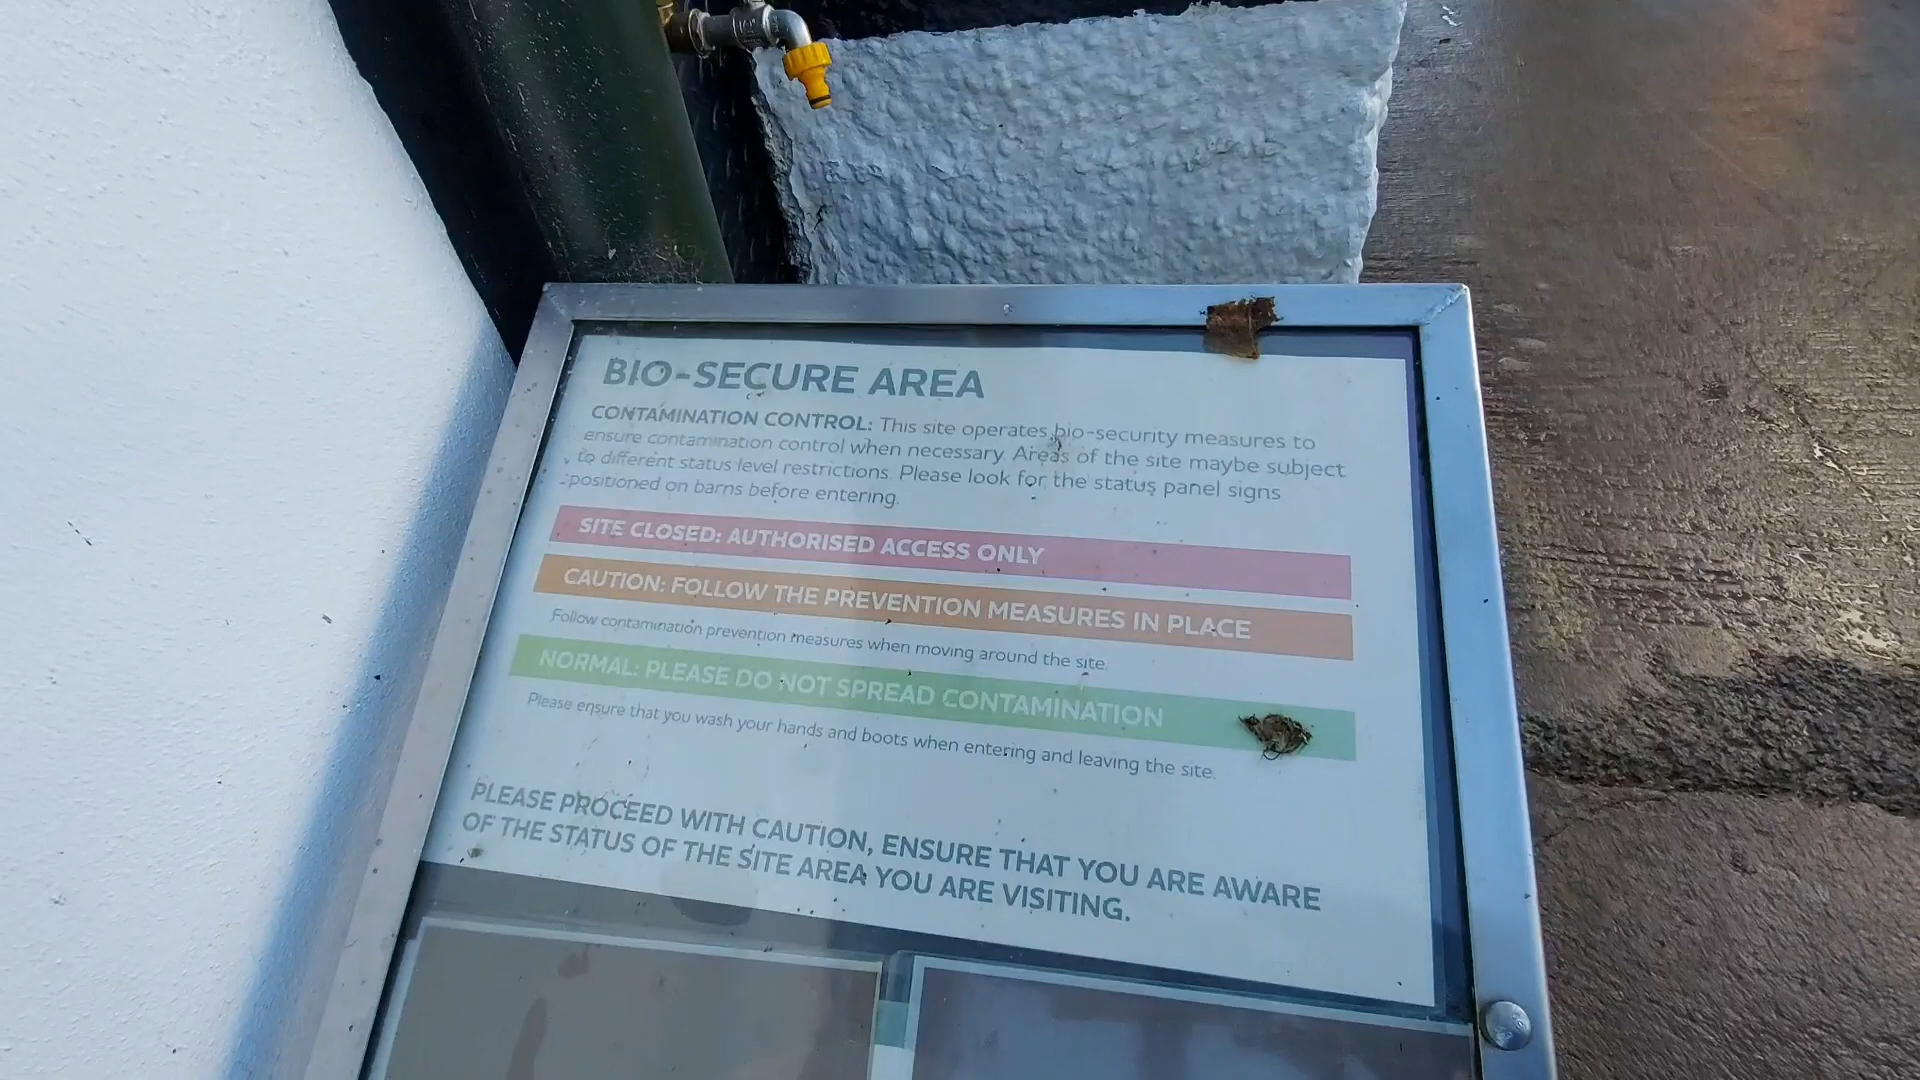 BIO-SECURE AREA
CONTAMINATION CONTROL: This site operates bio-security measures to
ensure contamination control when necessary. Areas of the site maybe subject
to different status level restrictions. Please look for the status panel signs
positioned on barns before entering.
SITE CLOSED: AUTHORISED ACCESS ONLY
CAUTION: FOLLOW THE PREVENTION MEASURES IN PLACE
Follow contamination prevention measures when moving around the site.
NORMAL: PLEASE DO NOT SPREAD CONTAMINATION
Please ensure that you wash your hands and boots when entering and leaving the site.
PLEASE PROCEED WITH CAUTION, ENSURE THAT YOU ARE AWARE
OF THE STATUS OF THE SITE AREA YOU ARE VISITING.